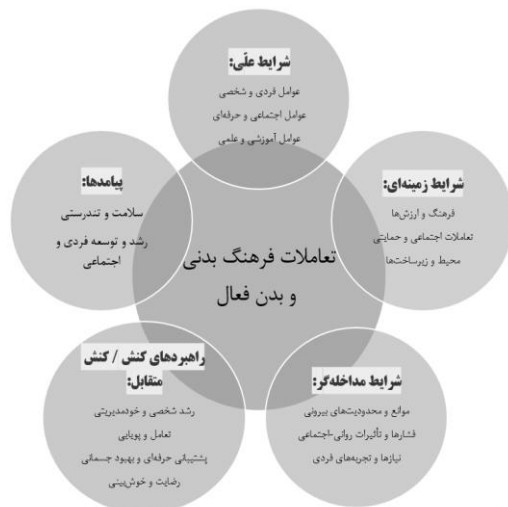 شرایط علّی:
عوامل فردی و شخصی
عوامل اجتماعی و حرفه‌ای
عوامل آموزشی و علمی
شرایط زمینه‌ای:
فرهنگ و ارزش‌ها
تعاملات اجتماعی و حمایتی
محیط و زیرساخت‌ها
شرایط مداخله‌گر:
موانع و محدودیت‌های بیرونی
فشارها و تأثیرات روانی-اجتماعی
نیازها و تجربه‌های فردی
راهبردهای کنش / کنش
متقابل:
رشد شخصی و خودمدیریتی
تعامل و پویایی
پشتیبانی حرفه‌ای و بهبود جسمانی
رضایت و خوش‌بینی
پیامدها:
سلامت و تندرستی
رشد و توسعه فردی و
اجتماعی
تعاملات فرهنگ بدنی
و بدن فعال